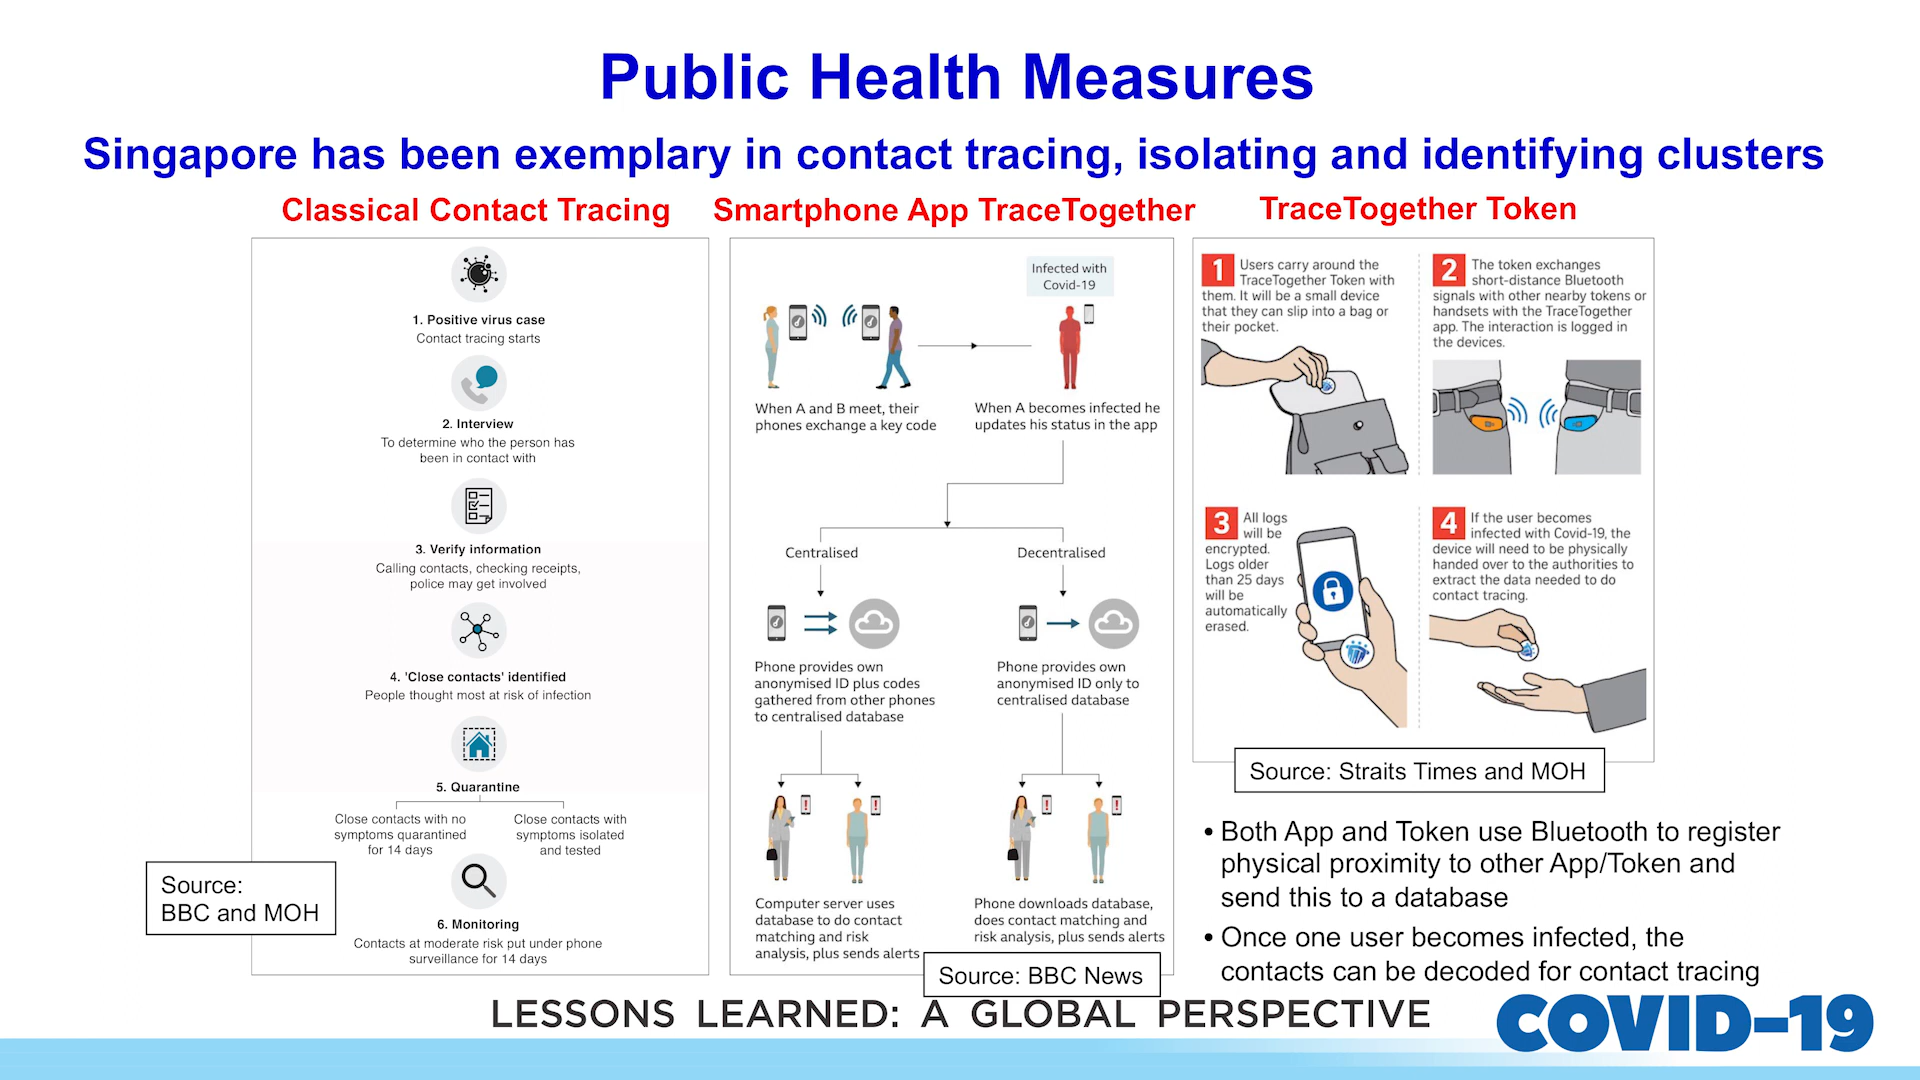 Public Health Measures
Singapore has been exemplary in contact tracing, isolating and identifying clusters
Classical Contact Tracing
1. Positive virus case
Contact tracing starts
2. Interview
To determine who the person has
been in contact with
3. Verify information
Calling contacts, checking receipts,
police may get involved
4. 'Close contacts' identified
People thought most at risk of infection
5. Quarantine
Close contacts with no
symptoms quarantined
for 14 days
Close contacts with
symptoms isolated
and tested
6. Monitoring
Contacts at moderate risk put under phone
surveillance for 14 days
Source:
BBC and MOH
Smartphone App TraceTogether
Infected with
Covid-19
When A and B meet, their
phones exchange a key code
When A becomes infected he
updates his status in the app
Centralised
Decentralised
Phone provides own
anonymised ID plus codes
gathered from other phones
to centralised database
Phone provides own
anonymised ID only to
centralised database
Computer server uses
database to do contact
matching and risk
analysis, plus sends alerts
Phone downloads database,
does contact matching and
risk analysis, plus sends alerts
Source: BBC News
TraceTogether Token
1 Users carry around the
TraceTogether Token with
them. It will be a small device
that they can slip into a bag or
their pocket.
2 The token exchanges
short-distance Bluetooth
signals with other nearby tokens or
handsets with the TraceTogether
app. The interaction is logged in
the devices.
3 All logs
will be
encrypted.
Logs older
than 25 days
will be
automatically
erased.
4 If the user becomes
infected with Covid-19, the
device will need to be physically
handed over to the authorities to
extract the data needed to do
contact tracing.
Source: Straits Times and MOH
• Both App and Token use Bluetooth to register
physical proximity to other App/Token and
send this to a database
• Once one user becomes infected, the
contacts can be decoded for contact tracing
LESSONS LEARNED: A GLOBAL PERSPECTIVE
COVID-19